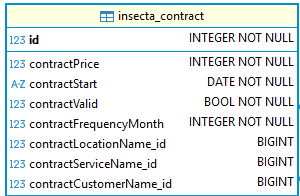 insecta_contract
123 id INTEGER NOT NULL
123 contractPrice INTEGER NOT NULL
A-Z contractStart DATE NOT NULL
123 contractValid BOOL NOT NULL
123 contractFrequencyMonth INTEGER NOT NULL
123 contractLocationName_id BIGINT
123 contractServiceName_id BIGINT
123 contractCustomerName_id BIGINT